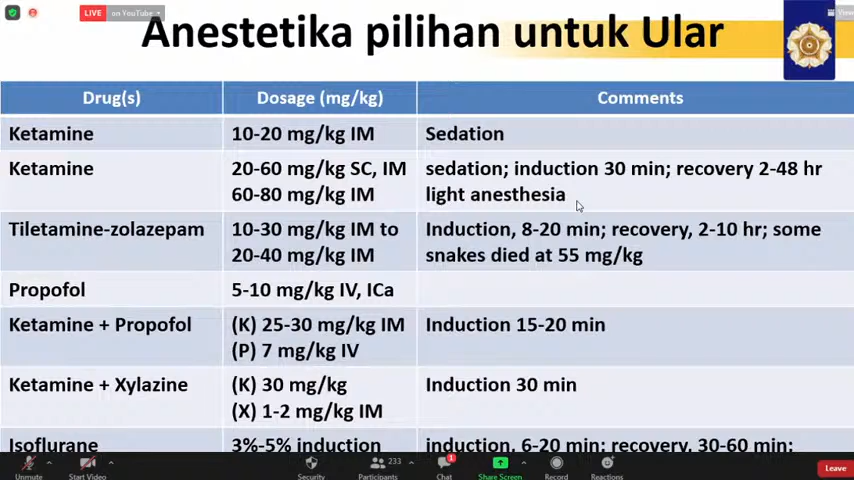 LIVE on YouTube
View
Anestetika pilihan untuk Ular
Drug(s) Dosage (mg/kg) Comments
Ketamine 10-20 mg/kg IM Sedation
Ketamine 20-60 mg/kg SC, IM sedation; induction 30 min; recovery 2-48 hr
60-80 mg/kg IM light anesthesia
Tiletamine-zolazepam 10-30 mg/kg IM to Induction, 8-20 min; recovery, 2-10 hr; some
20-40 mg/kg IM snakes died at 55 mg/kg
Propofol 5-10 mg/kg IV, ICa
Ketamine + Propofol (K) 25-30 mg/kg IM Induction 15-20 min
(P) 7 mg/kg IV
Ketamine + Xylazine (K) 30 mg/kg Induction 30 min
(X) 1-2 mg/kg IM
Isoflurane 3%-5% induction induction, 6-20 min; recovery, 30-60 min;
233
1
Unmute Start Video Security Participants Chat Share Screen Record Reactions Leave